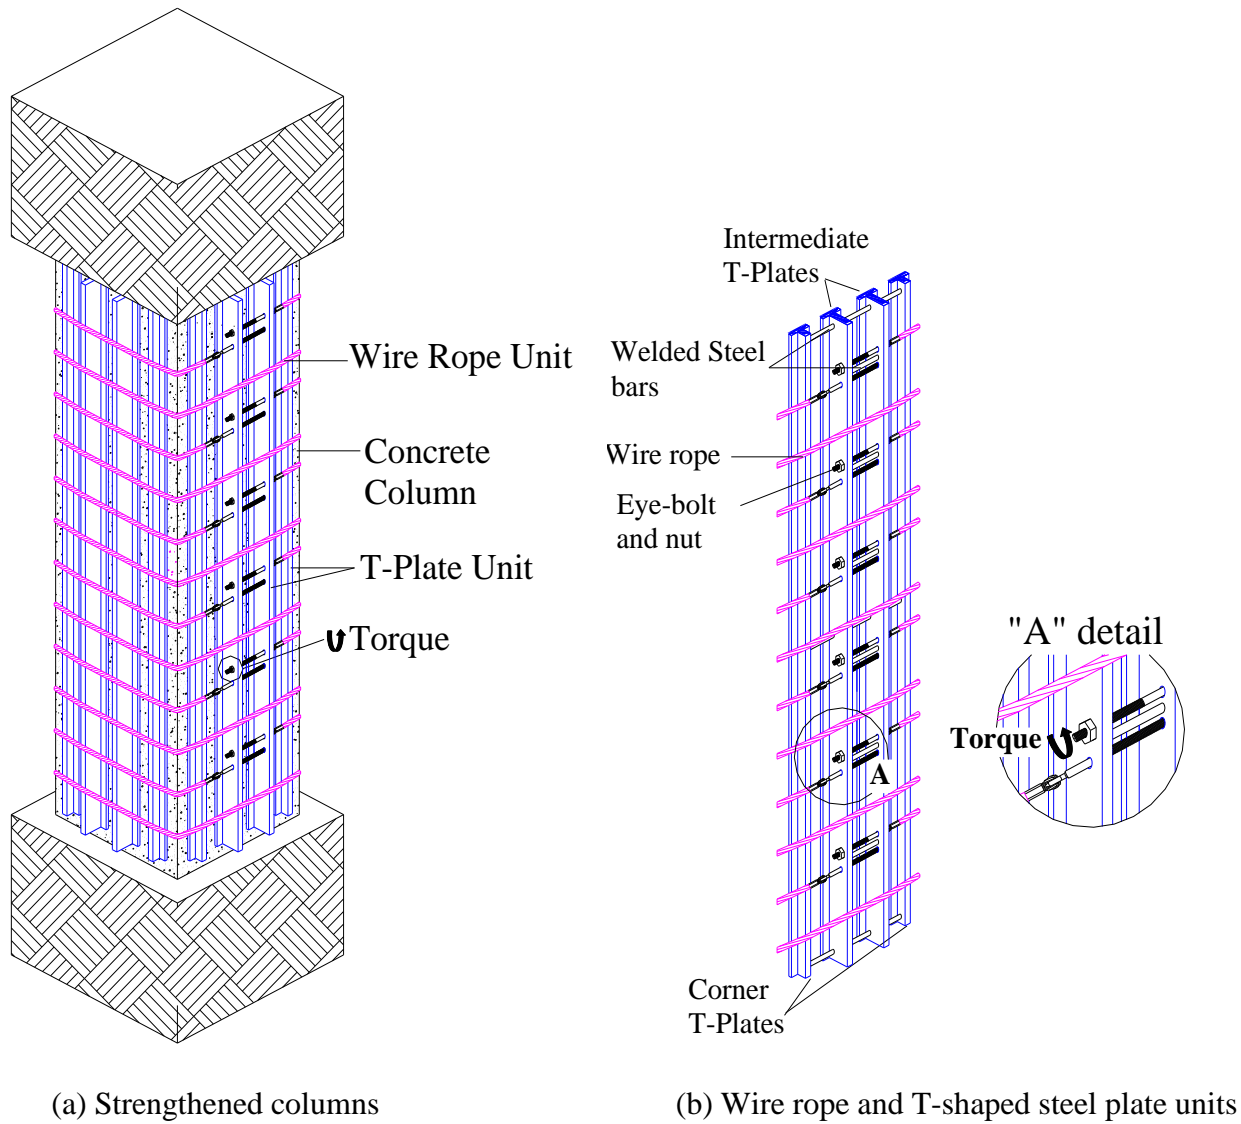 Wire Rope Unit
Concrete
Column
T-Plate Unit
Torque
Intermediate
T-Plates
Welded Steel
bars
Wire rope
Eye-bolt
and nut
A
Corner
T-Plates
"A" detail
Torque
(a) Strengthened columns
(b) Wire rope and T-shaped steel plate units